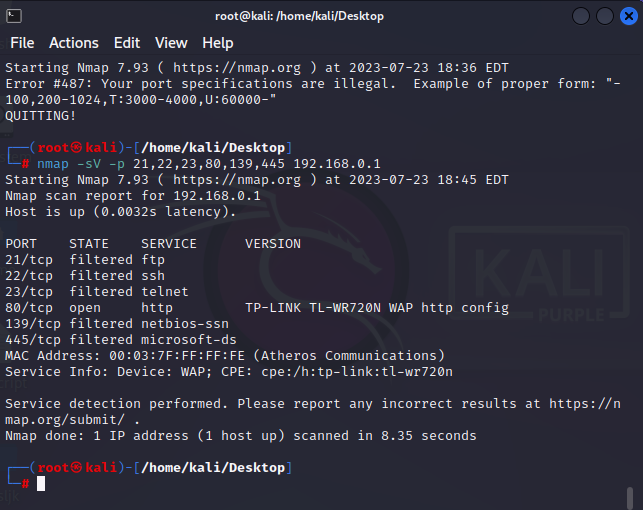 root@kali: /home/kali/Desktop
File Actions Edit View Help
Starting Nmap 7.93 ( https://nmap.org ) at 2023-07-23 18:36 EDT
Error #487: Your port specifications are illegal.  Example of proper form: "-
100,200-1024,T:3000-4000,U:60000-"
QUITTING!
┌──(root㉿kali)-[/home/kali/Desktop]
└─# nmap -sV -p 21,22,23,80,139,445 192.168.0.1
Starting Nmap 7.93 ( https://nmap.org ) at 2023-07-23 18:45 EDT
Nmap scan report for 192.168.0.1
Host is up (0.0032s latency).
PORT    STATE    SERVICE      VERSION
21/tcp  filtered ftp
22/tcp  filtered ssh
23/tcp  filtered telnet
80/tcp  open     http         TP-LINK TL-WR720N WAP http config
139/tcp filtered netbios-ssn
445/tcp filtered microsoft-ds
MAC Address: 00:03:7F:FF:FF:FE (Atheros Communications)
Service Info: Device: WAP; CPE: cpe:/h:tp-link:tl-wr720n
Service detection performed. Please report any incorrect results at https://n
map.org/submit/ .
Nmap done: 1 IP address (1 host up) scanned in 8.35 seconds
┌──(root㉿kali)-[/home/kali/Desktop]
└─#
KALI
PURPLE